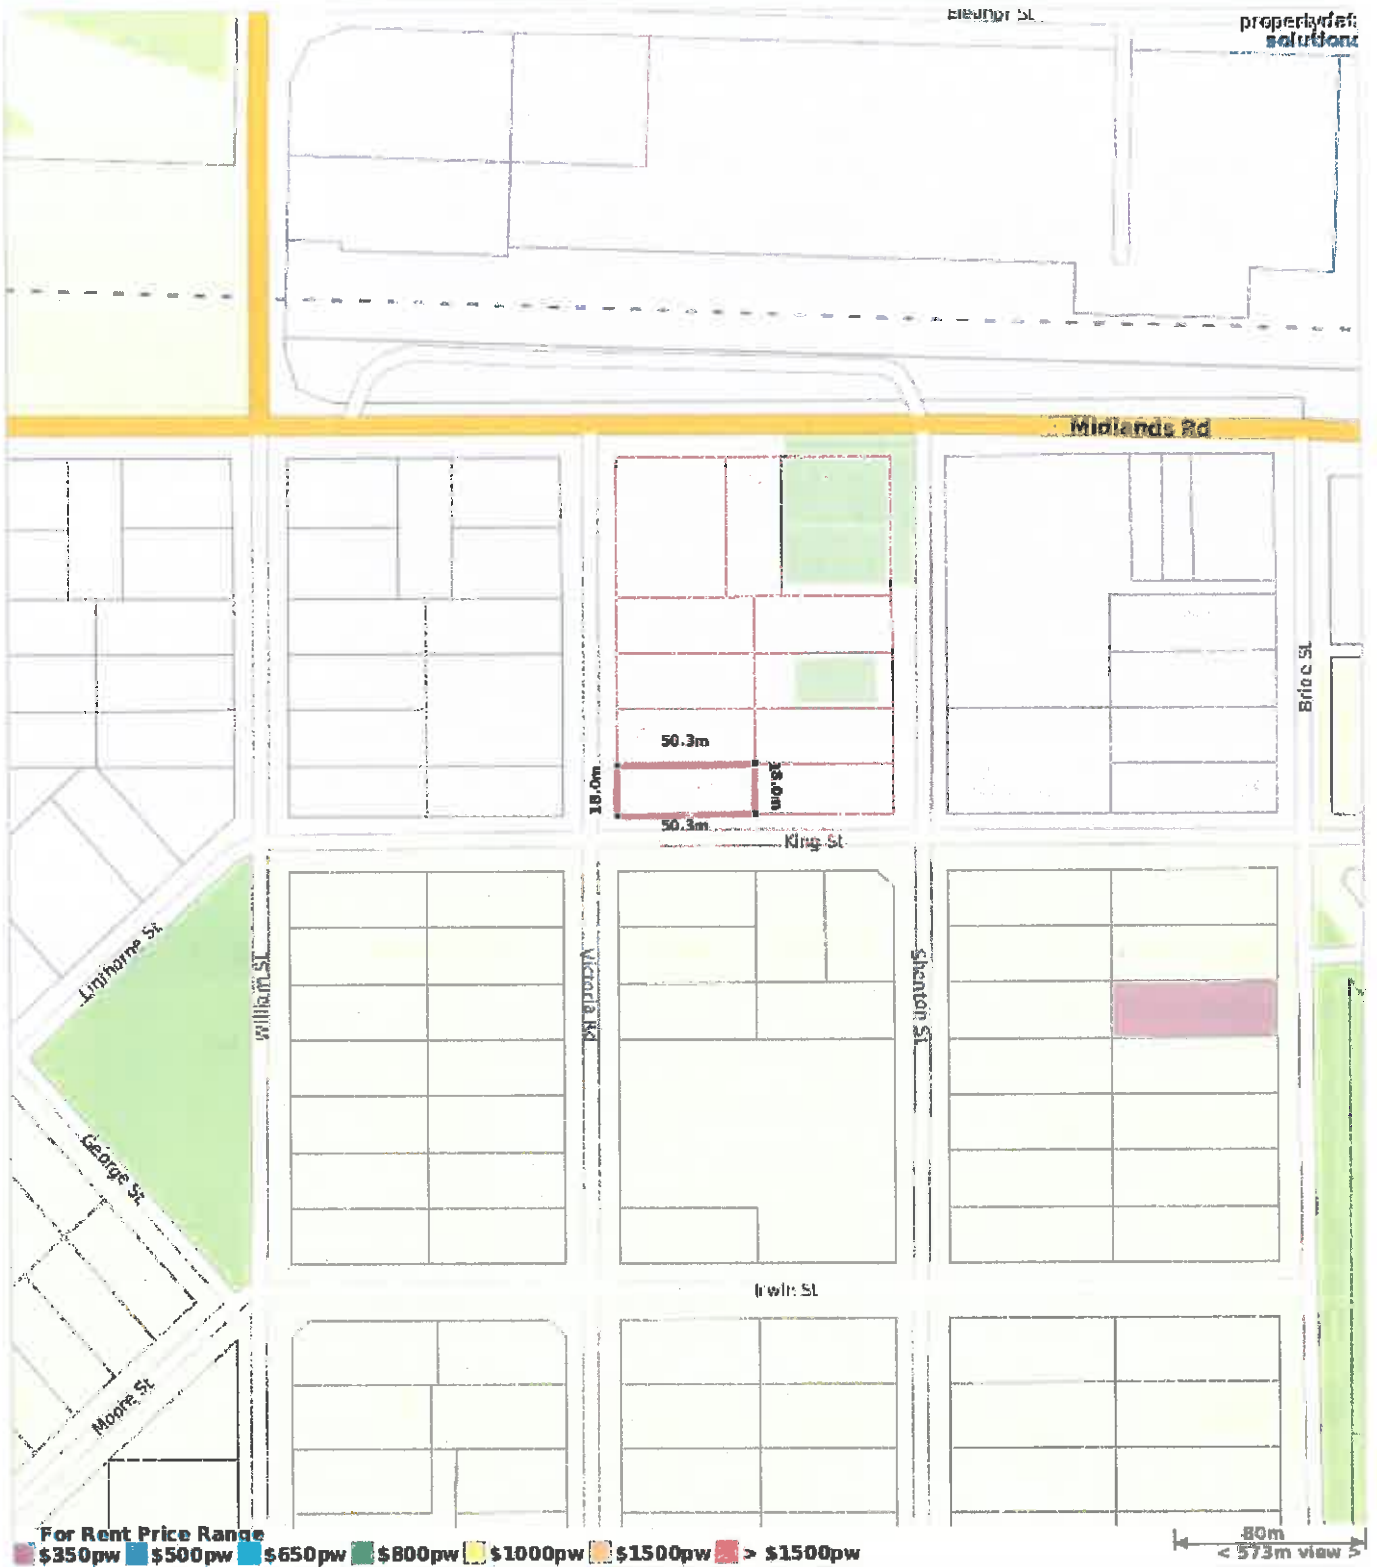 Eleanor St
solutions
Midlands Rd
Brice St
50.3m
18.0m
18.0m
50.3m
King St
Linthorne St
William St
Victoria Rd
Shenton St
George St
Irwin St
Moore St
For Rent Price Range
$350pw $500pw $650pw $800pw $1000pw $1500pw > $1500pw
80m
< 573m view >